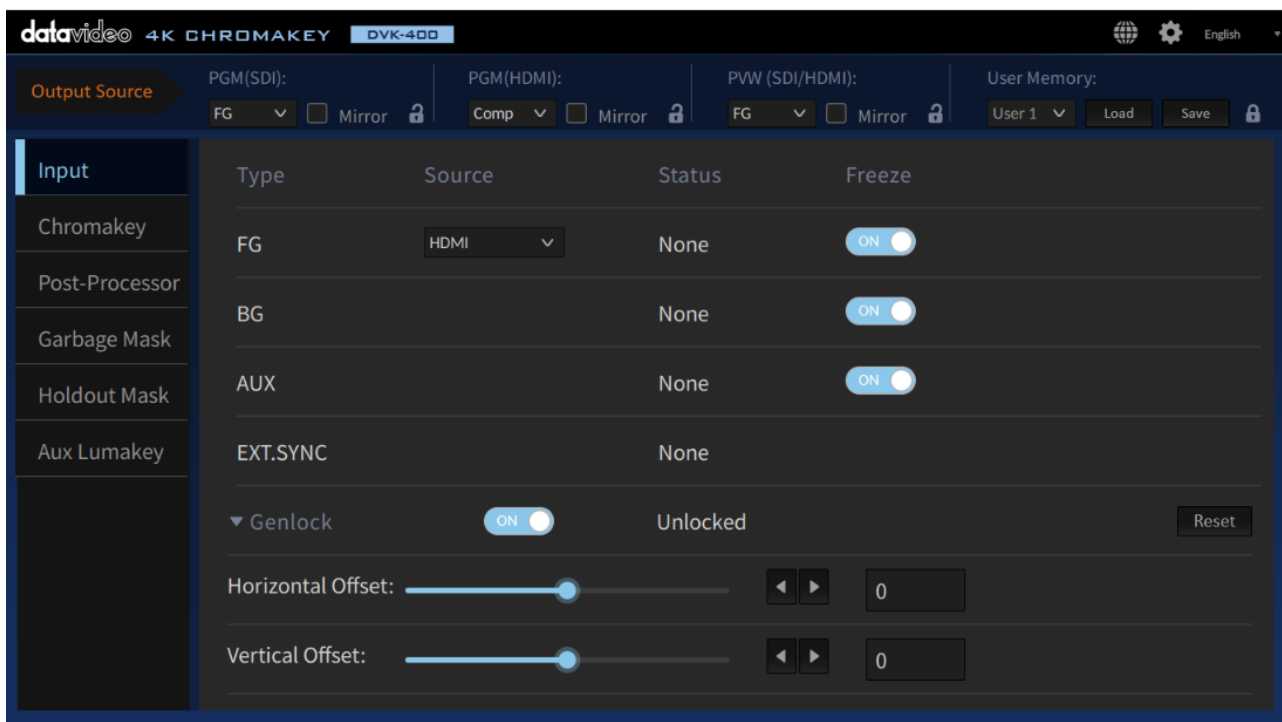 datavideo 4K CHROMAKEY DVK-400 English
Output Source
PGM(SDI): PGM(HDMI): PVW (SDI/HDMI): User Memory:
FG Mirror Comp Mirror FG Mirror User 1 Load Save
Input
Chromakey
Post-Processor
Garbage Mask
Holdout Mask
Aux Lumakey
Type Source Status Freeze
FG HDMI None ON
BG None ON
AUX None ON
EXT.SYNC None
Genlock ON Unlocked Reset
Horizontal Offset: 0
Vertical Offset: 0